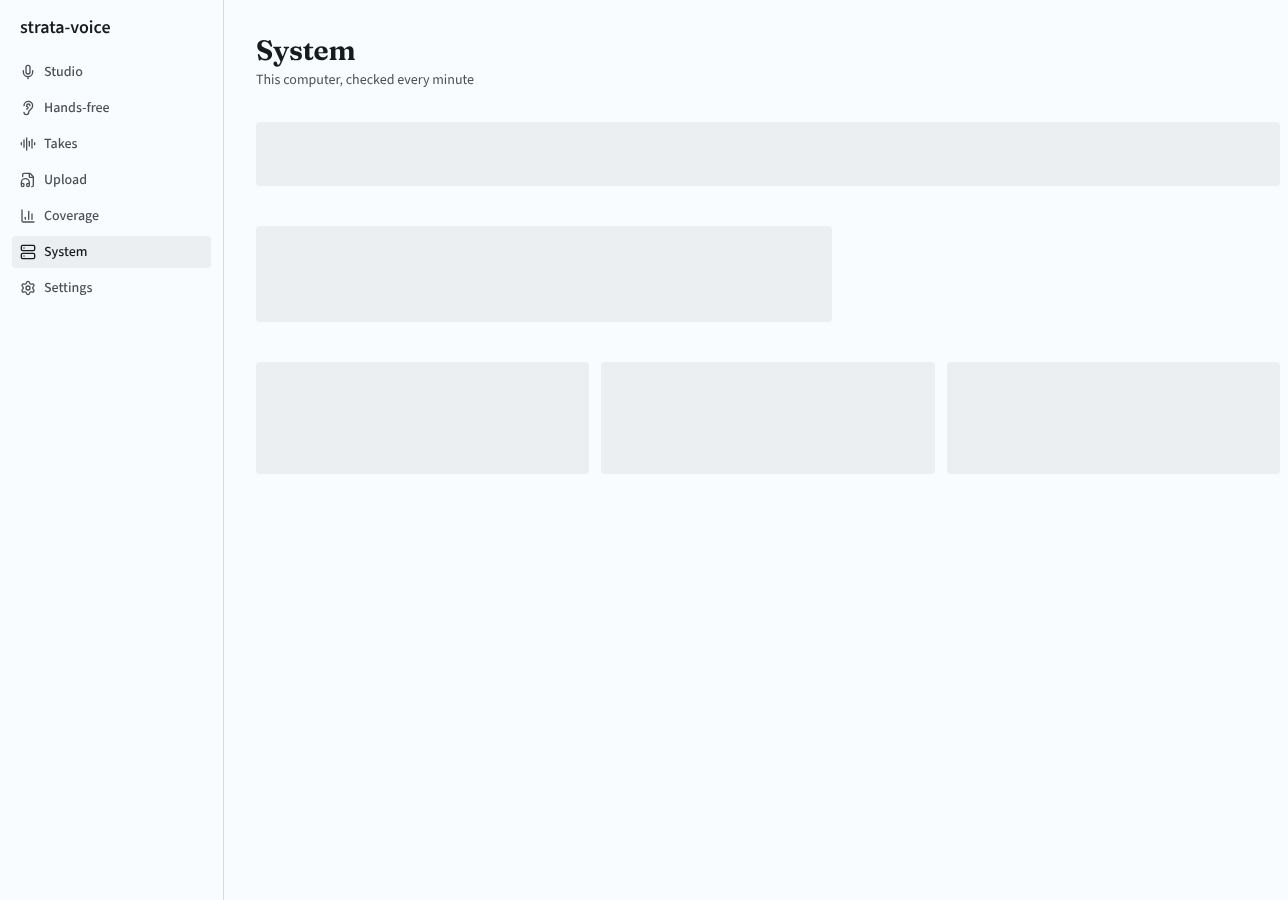 strata-voice
Studio
Hands-free
Takes
Upload
Coverage
System
Settings
System
This computer, checked every minute